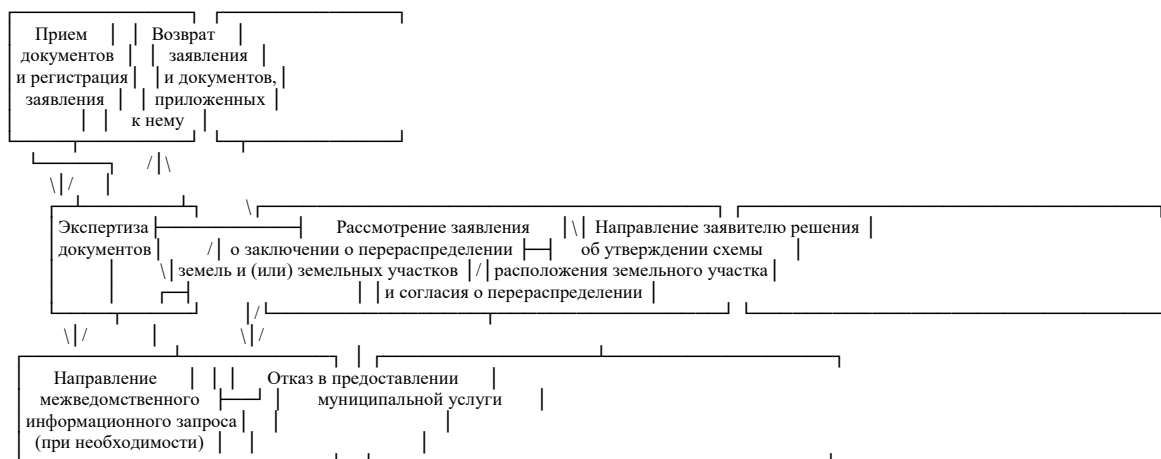 Прием Возврат
документов заявления
и регистрация и документов,
заявления приложенных
к нему
Экспертиза Рассмотрение заявления Направление заявителю решения
документов о заключении о перераспределении об утверждении схемы
земель и (или) земельных участков расположения земельного участка
и согласия о перераспределении
Направление Отказ в предоставлении
межведомственного муниципальной услуги
информационного запроса
(при необходимости)